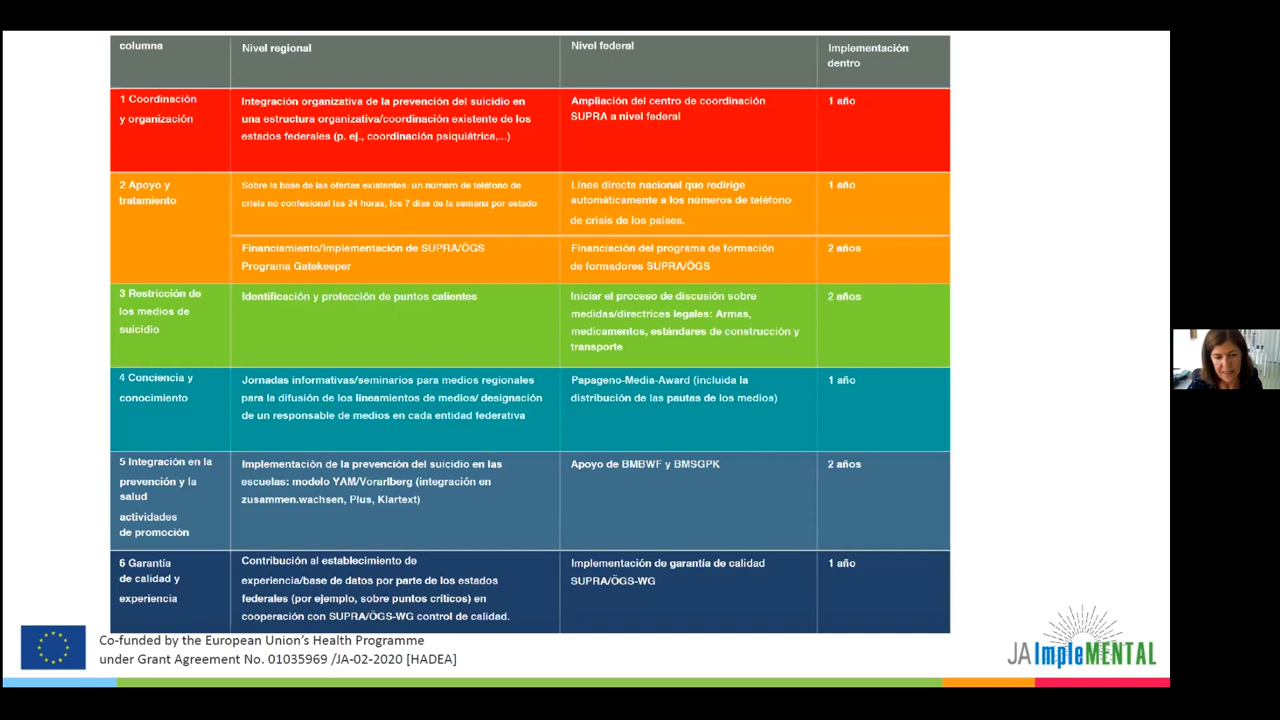 columna
Nivel regional
Nivel federal
Implementación
dentro
1 Coordinación
y organización
Integración organizativa de la prevención del suicidio en
una estructura organizativa/coordinación existente de los
estados federales (p. ej., coordinación psiquiátrica,...)
Ampliación del centro de coordinación
SUPRA a nivel federal
1 año
2 Apoyo y
tratamiento
Sobre la base de las ofertas existentes: un número de teléfono de
crisis no confesional las 24 horas, los 7 días de la semana por estado
Línea directa nacional que redirige
automáticamente a los números de teléfono
de crisis de los países.
1 año
Financiamiento/Implementación de SUPRA/ÖGS
Programa Gatekeeper
Financiación del programa de formación
de formadores SUPRA/ÖGS
2 años
3 Restricción de
los medios de
suicidio
Identificación y protección de puntos calientes
Iniciar el proceso de discusión sobre
medidas/directrices legales: Armas,
medicamentos, estándares de construcción y
transporte
2 años
4 Conciencia y
conocimiento
Jornadas informativas/seminarios para medios regionales
para la difusión de los lineamientos de medios/ designación
de un responsable de medios en cada entidad federativa
Papageno-Media-Award (incluida la
distribución de las pautas de los medios)
1 año
5 Integración en la
prevención y la
salud
actividades
de promoción
Implementación de la prevención del suicidio en las
escuelas: modelo YAM/Vorarlberg (integración en
zusammen.wachsen, Plus, Klartext)
Apoyo de BMBWF y BMSGPK
2 años
6 Garantía
de calidad y
experiencia
Contribución al establecimiento de
experiencia/base de datos por parte de los estados
federales (por ejemplo, sobre puntos críticos) en
cooperación con SUPRA/ÖGS-WG control de calidad.
Implementación de garantía de calidad
SUPRA/ÖGS-WG
1 año
Co-funded by the European Union's Health Programme
under Grant Agreement No. 01035969 /JA-02-2020 [HADEA]
JA ImpleMENTAL